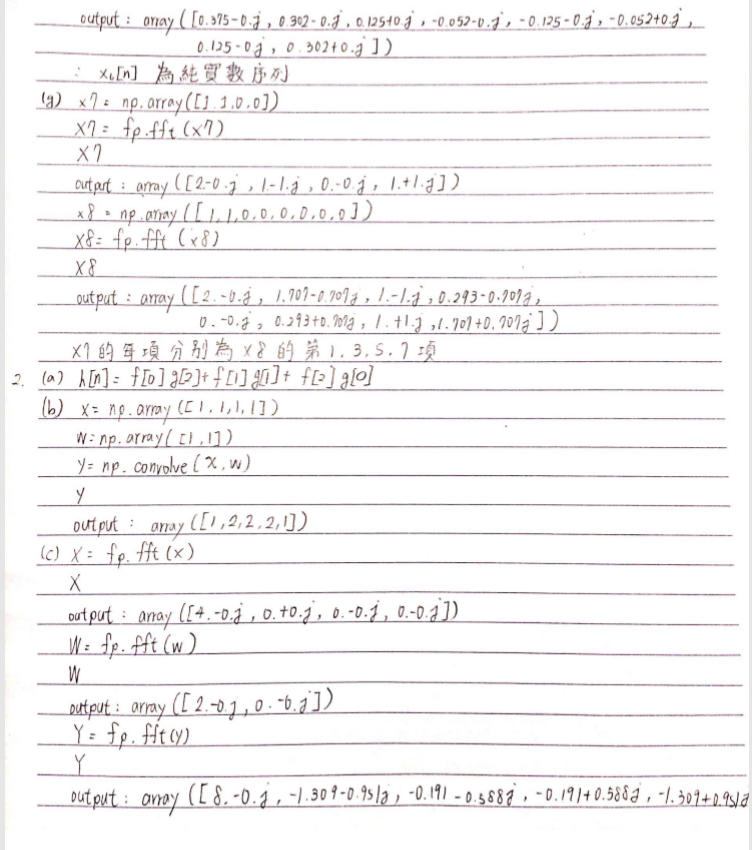 output : array ([0.375-0.j , 0.302-0.j , 0.125+0.j , -0.052-0.j , -0.125-0.j , -0.052+0.j ,
0.125-0.j , 0.302+0.j ])
∴ x6[n] 為純實數序列
(g) x7 = np.array([1.1.0.0])
X7 = fp.fft (x7)
X7
output : array ([2.-0.j , 1.-1.j , 0.-0.j , 1.+1.j])
x8 = np.array ([ 1,1,0.0.0.0.0.0])
X8 = fp.fft (x8)
X8
output : array ([2.-0.j , 1.707-0.707j , 1.-1.j , 0.293-0.707j,
0.-0.j , 0.293+0.707j , 1.+1.j , 1.707+0.707j ])
X7 的每項分別為 X8 的第 1.3.5.7項
2. (a) h[n] = f[0]g[2]+f[1]g[1]+ f[2]g[0]
(b) x= np.array([1.1,1,1])
w=np.array([1,1])
y= np.convolve(x,w)
y
output : array ([1,2,2,2,1])
(c) X = fp.fft (x)
X
output : array ([4.-0.j , 0.+0.j , 0.-0.j , 0.-0.j])
W = fp.fft (w)
W
output : array ([2.-0.j , 0.-0.j])
Y = fp.fft(y)
Y
output : array ([8.-0.j , -1.309-0.951j , -0.191-0.588j , -0.191+0.588j , -1.309+0.951j